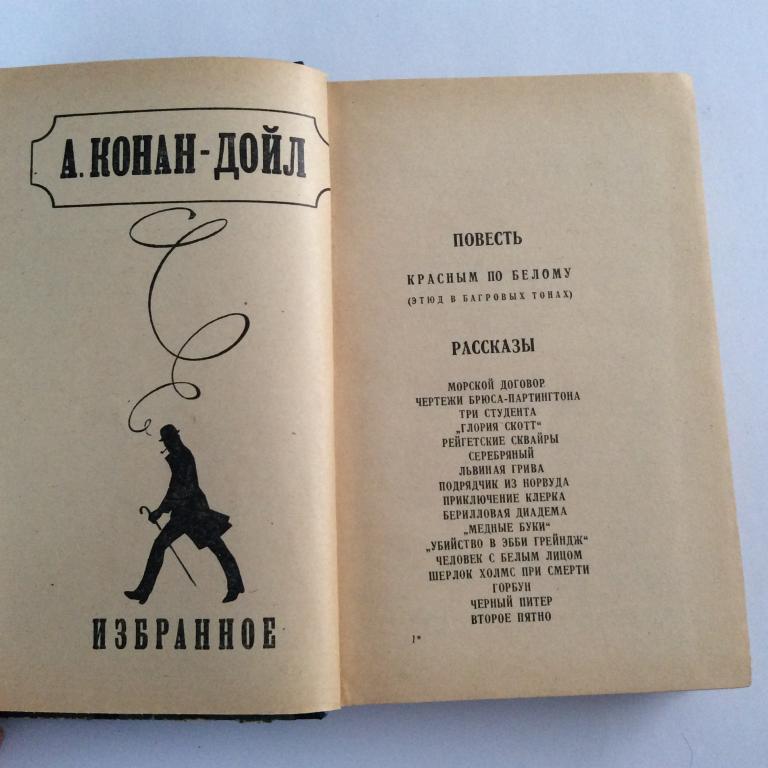 А. КОНАН-ДОЙЛ
ИЗБРАННОЕ
ПОВЕСТЬ
КРАСНЫМ ПО БЕЛОМУ
(ЭТЮД В БАГРОВЫХ ТОНАХ)
РАССКАЗЫ
МОРСКОЙ ДОГОВОР
ЧЕРТЕЖИ БРЮСА-ПАРТИНГТОНА
ТРИ СТУДЕНТА
„ГЛОРИЯ СКОТТ“
РЕЙГЕТСКИЕ СКВАЙРЫ
СЕРЕБРЯНЫЙ
ЛЬВИНАЯ ГРИВА
ПОДРЯДЧИК ИЗ НОРВУДА
ПРИКЛЮЧЕНИЕ КЛЕРКА
БЕРИЛЛОВАЯ ДИАДЕМА
„МЕДНЫЕ БУКИ“
„УБИЙСТВО В ЭББИ ГРЕЙНДЖ“
ЧЕЛОВЕК С БЕЛЫМ ЛИЦОМ
ШЕРЛОК ХОЛМС ПРИ СМЕРТИ
ГОРБУН
ЧЕРНЫЙ ПИТЕР
ВТОРОЕ ПЯТНО
1*